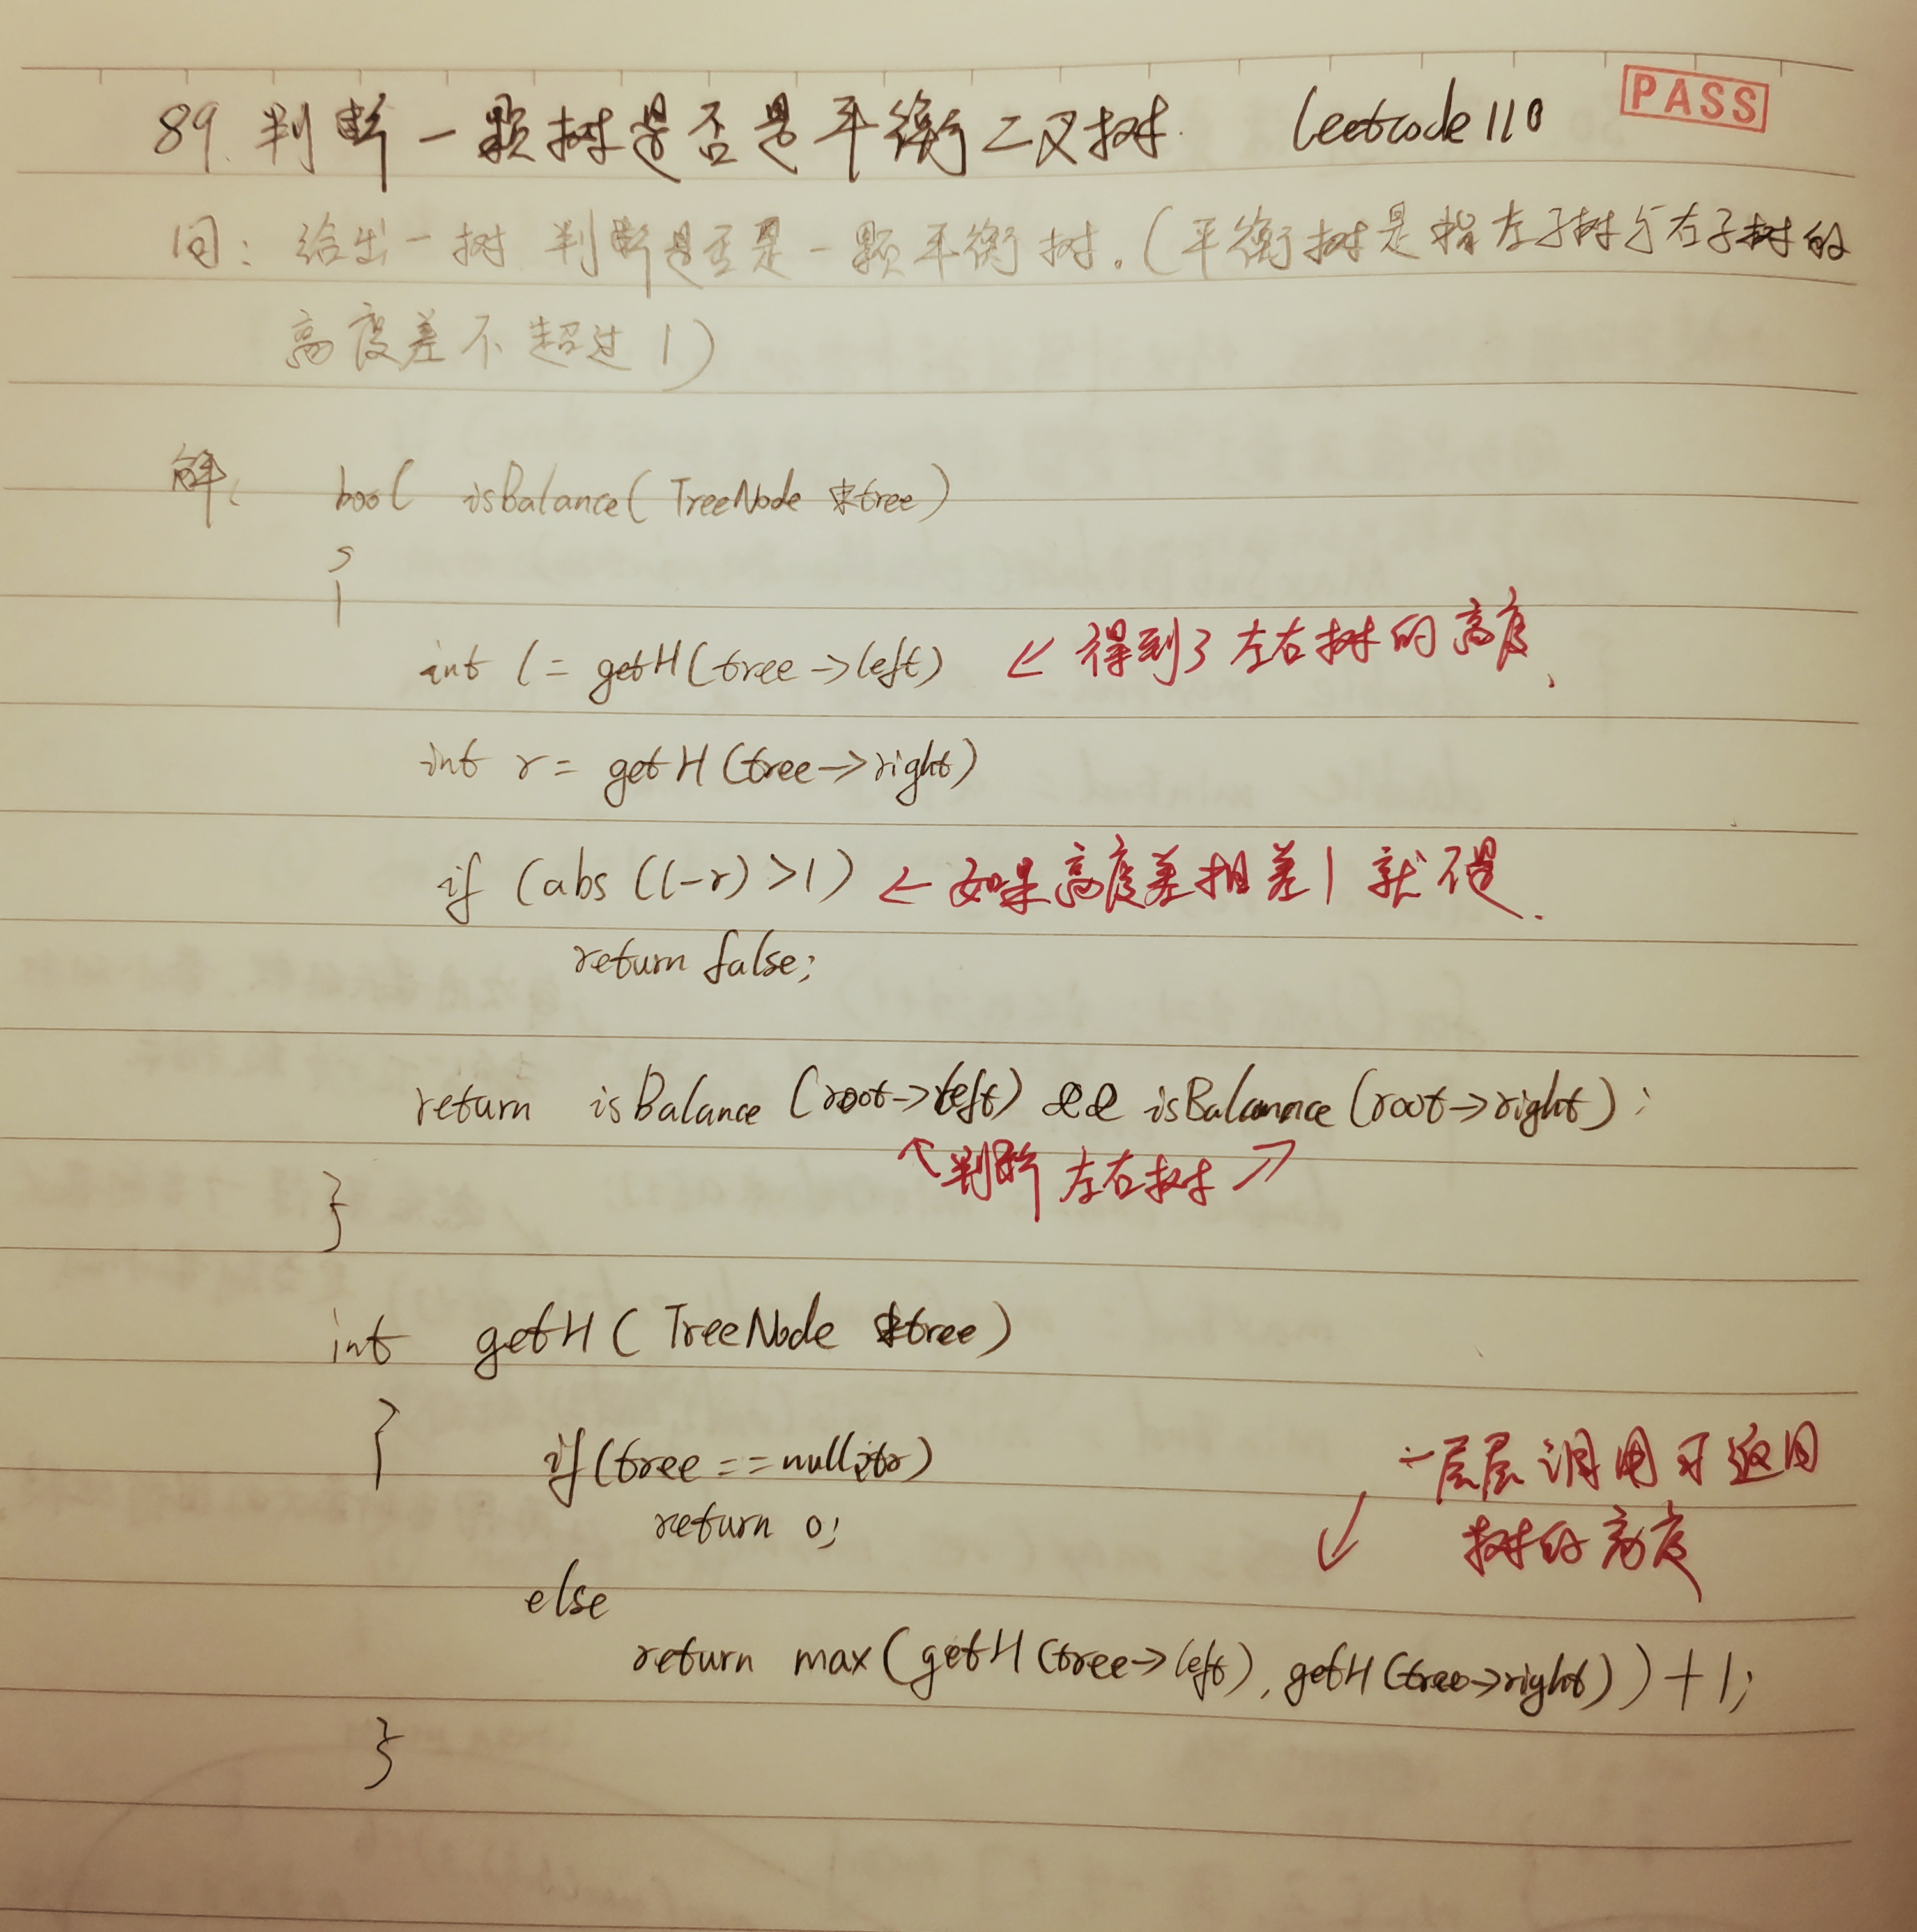 89. 判断一颗树是否是平衡二叉树. leetcode 110 PASS
问: 给出一树 判断是否是一颗平衡树。(平衡树是指左子树与右子树的
高度差不超过1)
解: bool isBalance( TreeNode *tree)
{
int l = getH(tree->left) ← 得到了左右树的高度.
int r = getH(tree->right)
if (abs(l-r)>1) ← 如果高度差相差1就不是.
return false;
return isBalance(root->left) && isBalance(root->right);
↖判断左右树↗
}
int getH( TreeNode *tree)
{ if(tree==nullptr) 一层层调用可返回
return 0; ↙ 树的高度
else
return max(getH(tree->left), getH(tree->right))+1;
}